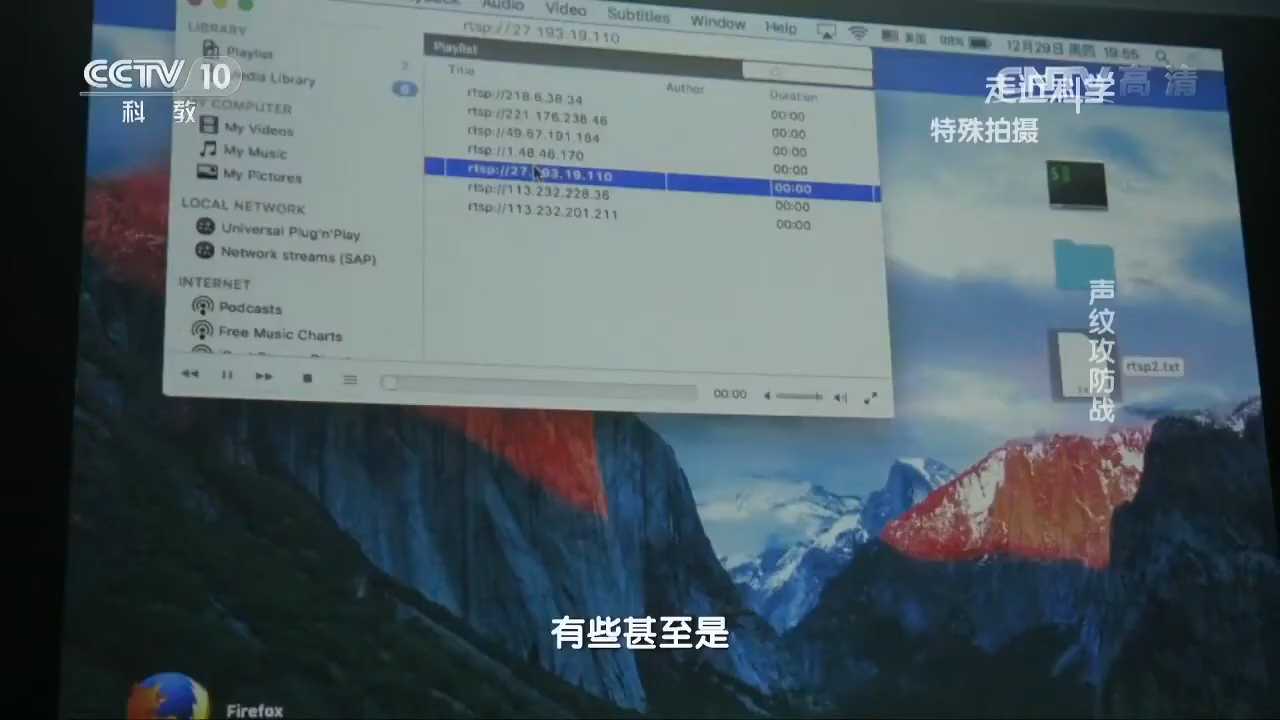 Audio Video Subtitles Window Help
98% 12月29日 周四 19:55
rtsp://27.193.19.110
LIBRARY
Playlist
Media Library
MY COMPUTER
My Videos
My Music
My Pictures
LOCAL NETWORK
Universal Plug'n'Play
Network streams (SAP)
INTERNET
Podcasts
Free Music Charts
Playlist
Title Author Duration
rtsp://218.6.38.34 00:00
rtsp://221.176.238.46 00:00
rtsp://49.67.191.164 00:00
rtsp://1.48.46.170 00:00
rtsp://27.193.19.110 00:00
rtsp://113.232.228.36 00:00
rtsp://113.232.201.211 00:00
00:00
CCTV 10
科教
走近科学
高清
特殊拍摄
声纹攻防战
rtsp2.txt
有些甚至是
Firefox